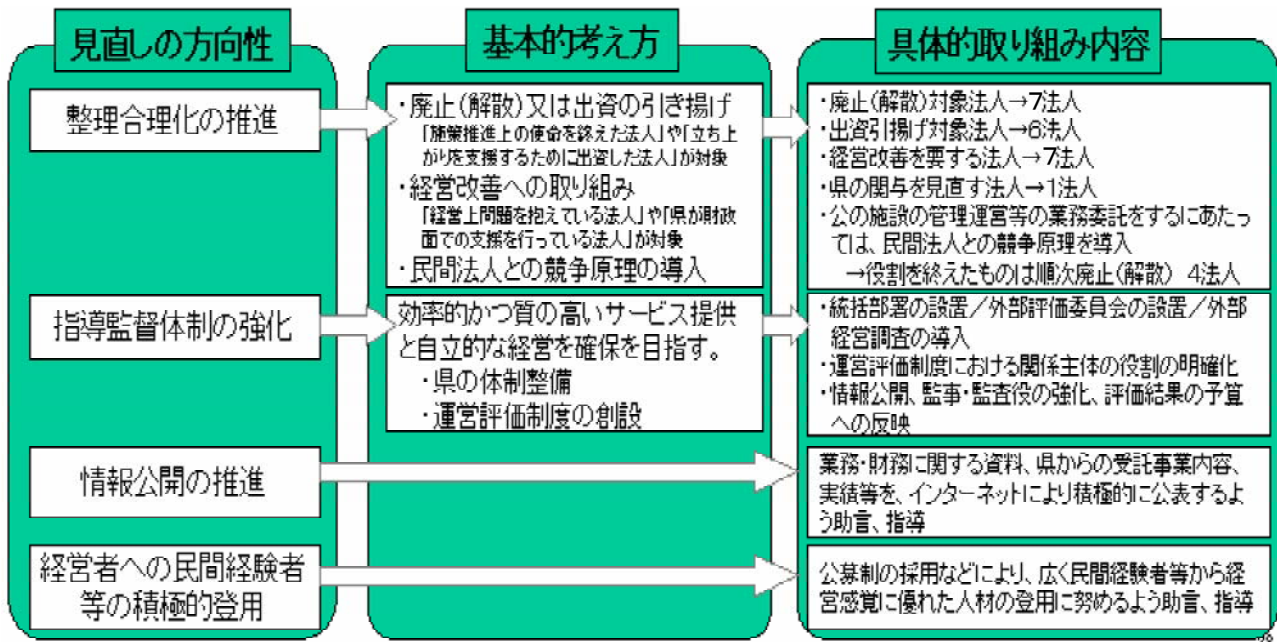 見直しの方向性
整理合理化の推進
指導監督体制の強化
情報公開の推進
経営者への民間経験者
等の積極的登用
基本的考え方
・廃止(解散)又は出資の引き揚げ
「施策推進上の使命を終えた法人」や「立ち上
がりを支援するために出資した法人」が対象
・経営改善への取り組み
「経営上問題を抱えている法人」や「県が財政
面での支援を行っている法人」が対象
・民間法人との競争原理の導入
効率的かつ質の高いサービス提供
と自立的な経営を確保を目指す。
・県の体制整備
・運営評価制度の創設
具体的取り組み内容
・廃止(解散)対象法人→7法人
・出資引揚げ対象法人→6法人
・経営改善を要する法人→7法人
・県の関与を見直す法人→1法人
・公の施設の管理運営等の業務委託をするにあたっ
ては、民間法人との競争原理を導入
→役割を終えたものは順次廃止(解散) 4法人
・統括部署の設置/外部評価委員会の設置/外部
経営調査の導入
・運営評価制度における関係主体の役割の明確化
・情報公開、監事・監査役の強化、評価結果の予算
への反映
業務・財務に関する資料、県からの受託事業内容、
実績等を、インターネットにより積極的に公表するよ
う助言、指導
公募制の採用などにより、広く民間経験者等から経
営感覚に優れた人材の登用に努めるよう助言、指導